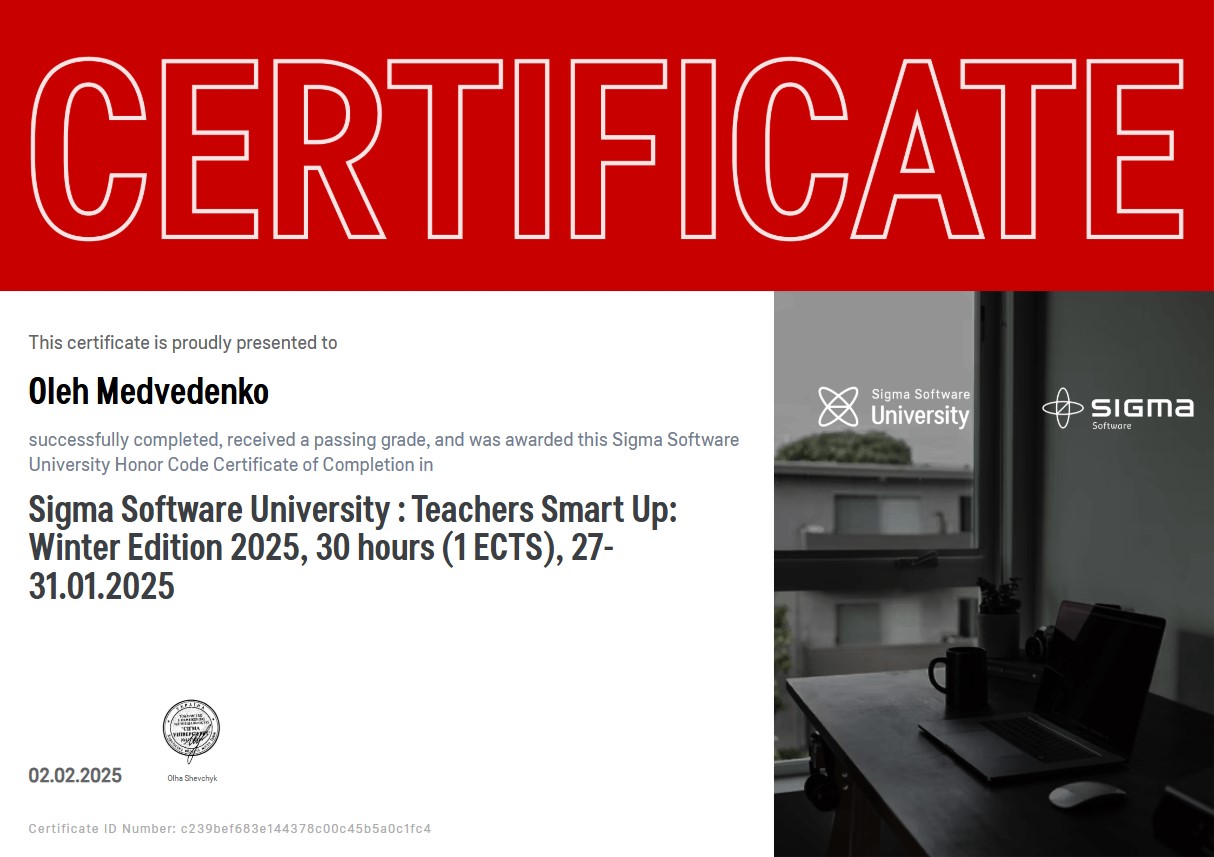 CERTIFICATE
This certificate is proudly presented to
Oleh Medvedenko
successfully completed, received a passing grade, and was awarded this Sigma Software
University Honor Code Certificate of Completion in
Sigma Software University : Teachers Smart Up:
Winter Edition 2025, 30 hours (1 ECTS), 27-
31.01.2025
Sigma Software
University
sigma
Software
УКРАЇНА
02.02.2025
Olha Shevchyk
Certificate ID Number: c239bef683e144378c00c45b5a0c1fc4